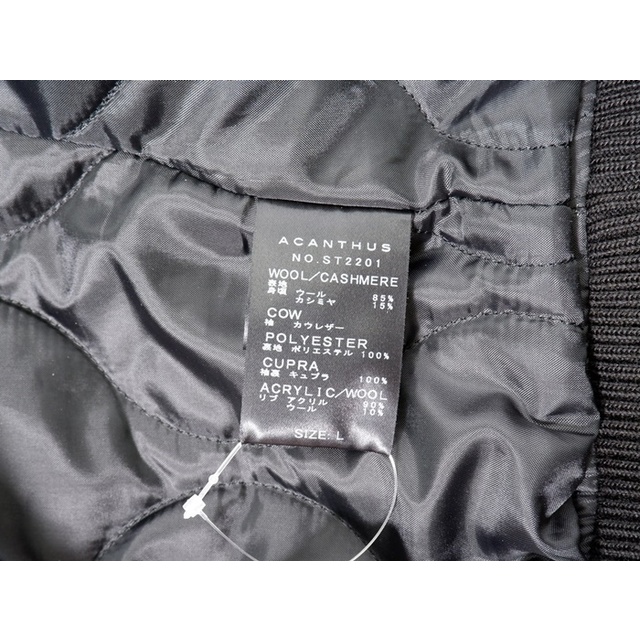 ACANTHUS
NO.ST2201
WOOL/CASHMERE
表地
身頃 ウール 85%
カシミヤ 15%
COW
袖 カウレザー
POLYESTER
裏地 ポリエステル 100%
CUPRA
袖裏 キュプラ 100%
ACRYLIC/WOOL
リブ アクリル 90%
ウール 10%
SIZE: L